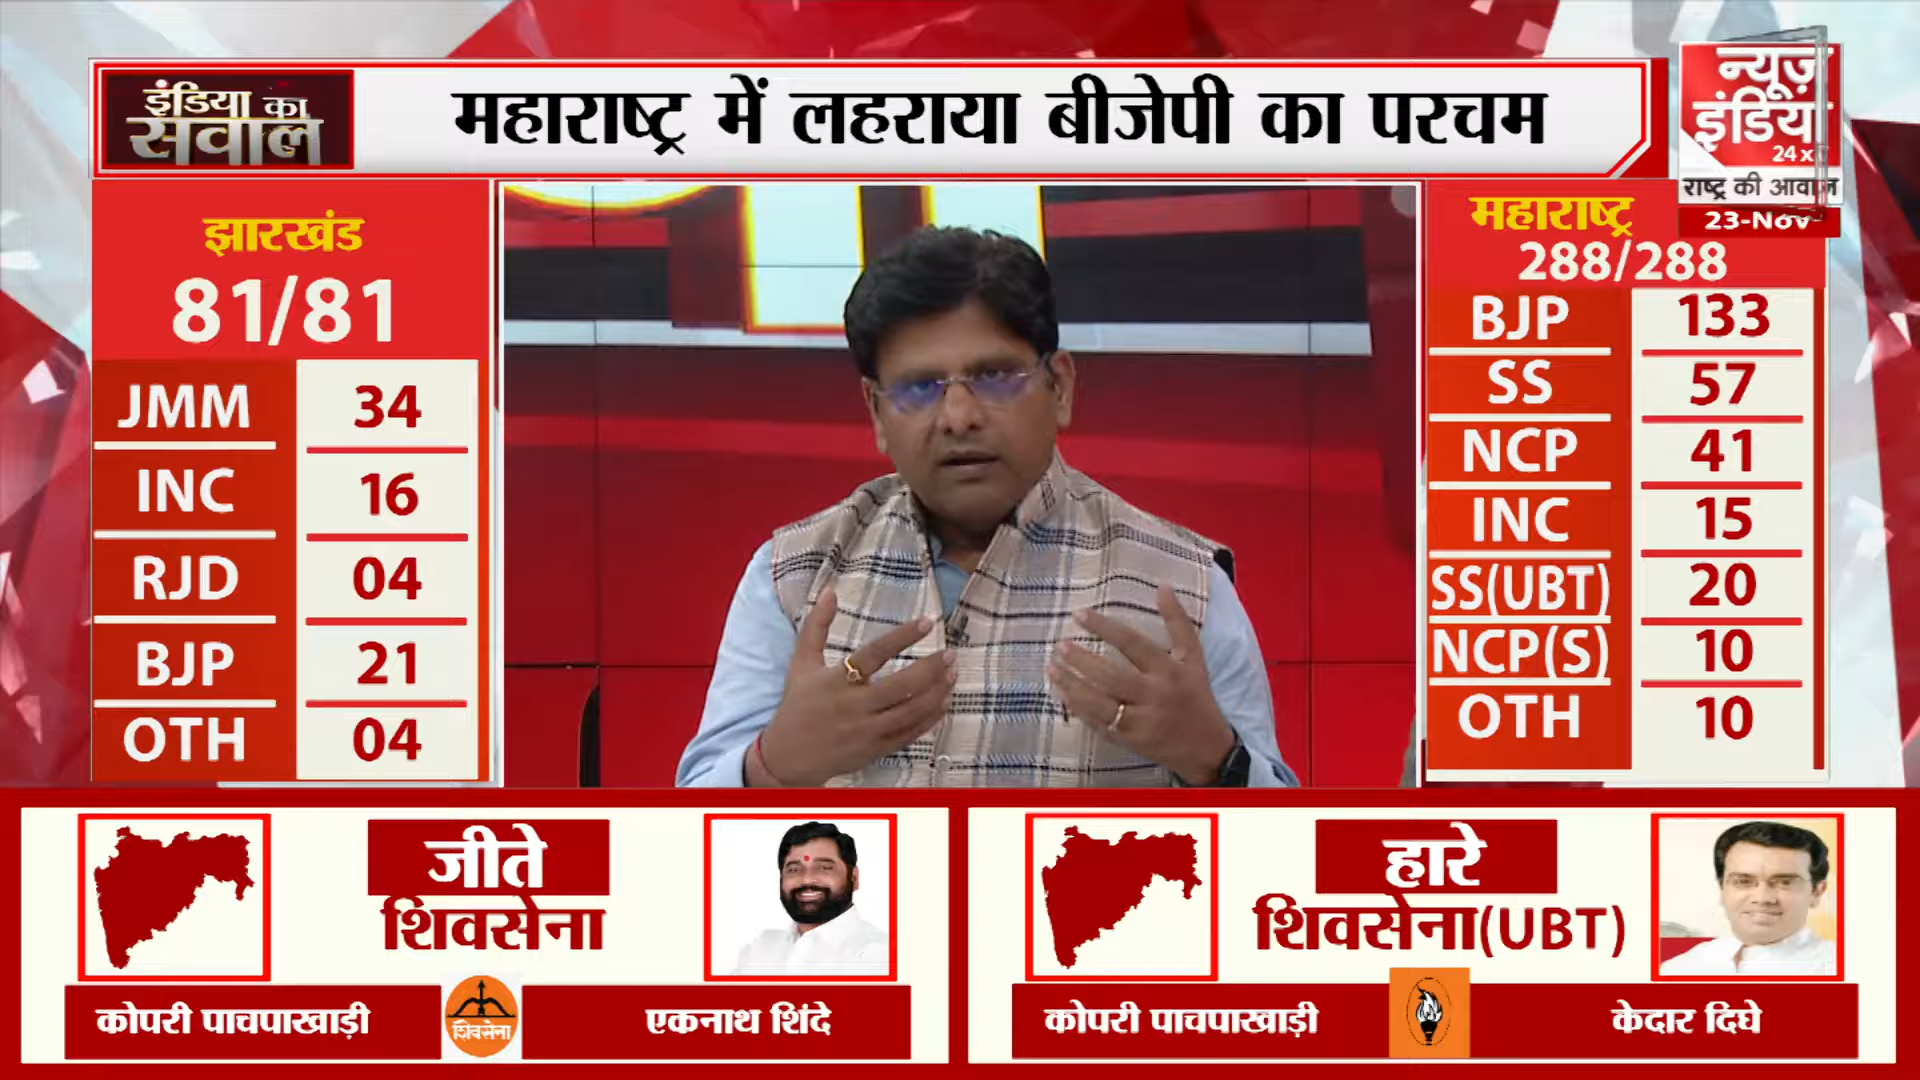 इंडिया का
सवाल
महाराष्ट्र में लहराया बीजेपी का परचम
न्यूज़
इंडिया
राष्ट्र की आवाज़
23-Nov
झारखंड
81/81
JMM 34
INC 16
RJD 04
BJP 21
OTH 04
महाराष्ट्र
288/288
BJP 133
SS 57
NCP 41
INC 15
SS(UBT) 20
NCP(S) 10
OTH 10
जीते
शिवसेना
कोपरी पाचपाखाड़ी
शिवसेना
एकनाथ शिंदे
हारे
शिवसेना(UBT)
कोपरी पाचपाखाड़ी
केदार दिघे